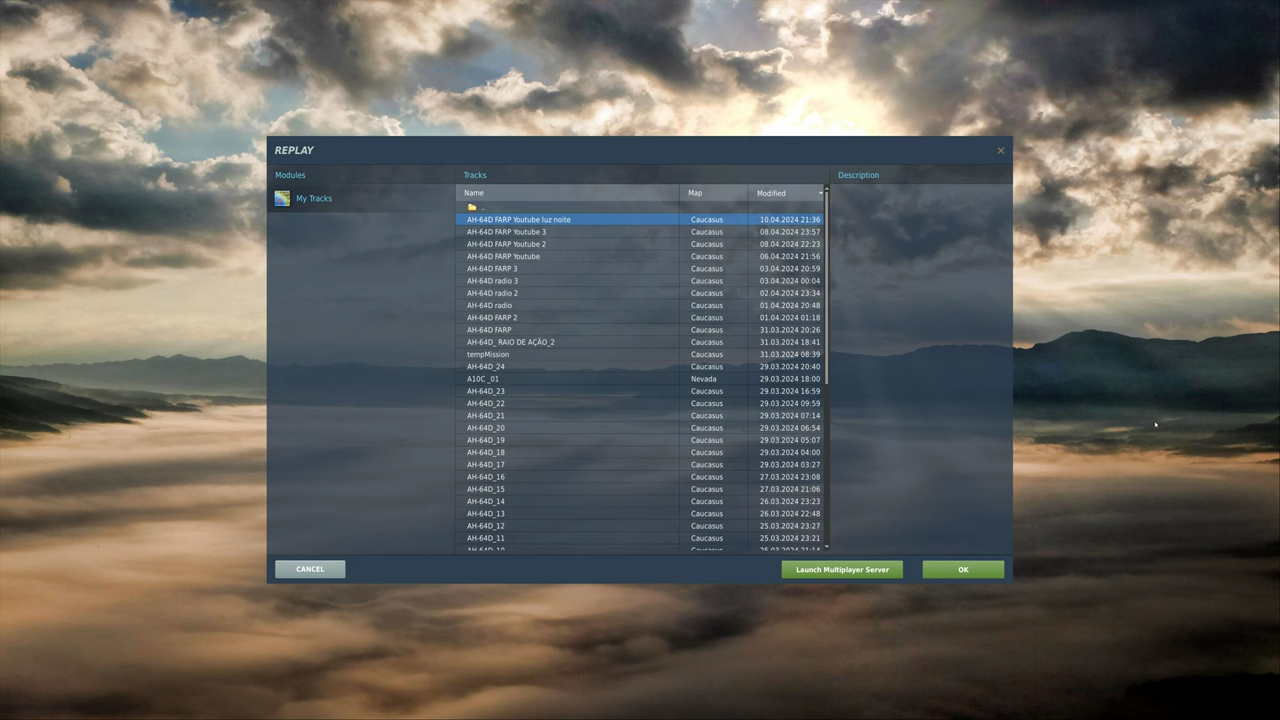 REPLAY
Modules
Tracks
Description
My Tracks
Name Map Modified
..
AH-64D FARP Youtube luz noite Caucasus 10.04.2024 21:36
AH-64D FARP Youtube 3 Caucasus 08.04.2024 23:57
AH-64D FARP Youtube 2 Caucasus 08.04.2024 22:23
AH-64D FARP Youtube Caucasus 06.04.2024 21:56
AH-64D FARP 3 Caucasus 03.04.2024 20:59
AH-64D radio 3 Caucasus 03.04.2024 00:04
AH-64D radio 2 Caucasus 02.04.2024 23:34
AH-64D radio Caucasus 01.04.2024 20:48
AH-64D FARP 2 Caucasus 01.04.2024 01:18
AH-64D FARP Caucasus 31.03.2024 20:26
AH-64D_ RAIO DE AÇÃO_2 Caucasus 31.03.2024 18:41
tempMission Caucasus 31.03.2024 08:39
AH-64D_24 Caucasus 29.03.2024 20:40
A10C _01 Nevada 29.03.2024 18:00
AH-64D_23 Caucasus 29.03.2024 16:59
AH-64D_22 Caucasus 29.03.2024 09:59
AH-64D_21 Caucasus 29.03.2024 07:14
AH-64D_20 Caucasus 29.03.2024 06:54
AH-64D_19 Caucasus 29.03.2024 05:07
AH-64D_18 Caucasus 29.03.2024 04:00
AH-64D_17 Caucasus 29.03.2024 03:27
AH-64D_16 Caucasus 27.03.2024 23:08
AH-64D_15 Caucasus 27.03.2024 21:06
AH-64D_14 Caucasus 26.03.2024 23:23
AH-64D_13 Caucasus 26.03.2024 22:48
AH-64D_12 Caucasus 25.03.2024 23:27
AH-64D_11 Caucasus 25.03.2024 23:21
AH-64D_10 Caucasus 25.03.2024 21:14
CANCEL
Launch Multiplayer Server
OK